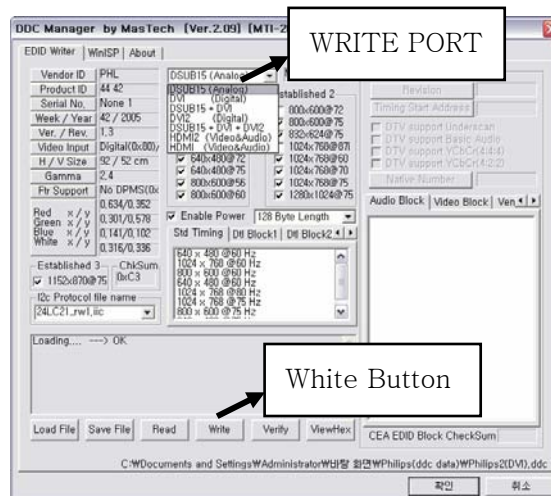 DDC Manager by MasTech [Ver.2.09) (MTI-2
WRITE PORT
EDID Writer WinISP About
Vendor ID PHL
Product ID 44 42
Serial No, None 1
Week / Year 42 / 2005
Ver. / Rev. 1,3
Video Input Digital(0x80)
H / V Size 92 / 52 cm
Gamma 2,4
Ftr Support No DPMS(0x
Red x / y 0,634/0,352
Green x / y 0,301/0,578
Blue x / y 0,141/0,102
White x / y 0,316/0,336
Established 3 ChkSum
1152x870@75 0xC3
I2c Protocol file name
24LC21_rw1,iic
DSUB15 (Analog)
DSUB15 (Analog)
DVI (Digital)
DSUB15 + DVI
DVI2 (Digital)
DSUB15 + DVI + DVI2
HDMI2 (Video&Audio)
HDMI (Video&Audio)
640x480@72
640x480@75
800x600@56
800x600@60
stablished 2
800x600@72
800x600@75
832x624@75
1024x768@87I
1024x768@60
1024x768@70
1024x768@75
1280x1024@75
Enable Power 128 Byte Length
Std Timing Dtl Block1 Dtl Block2
640 x 480 @60 Hz
1024 x 768 @60 Hz
800 x 600 @60 Hz
640 x 480 @60 Hz
1024 x 768 @80 Hz
1024 x 768 @75 Hz
800 x 600 @75 Hz
Revision
Timing Start Address
DTV support Underscan
DTV support Basic Audio
DTV support YCbCr(4:4:4)
DTV support YCbCr(4:2:2)
Native Number
Audio Block Video Block Ven
Loading.... ---> OK
White Button
Load File Save File Read Write Verify ViewHex
CEA EDID Block CheckSum
C:₩Documents and Settings₩Administrator₩바탕 화면₩Philips(ddc data)₩Philips2(DVI),ddc
확인 취소